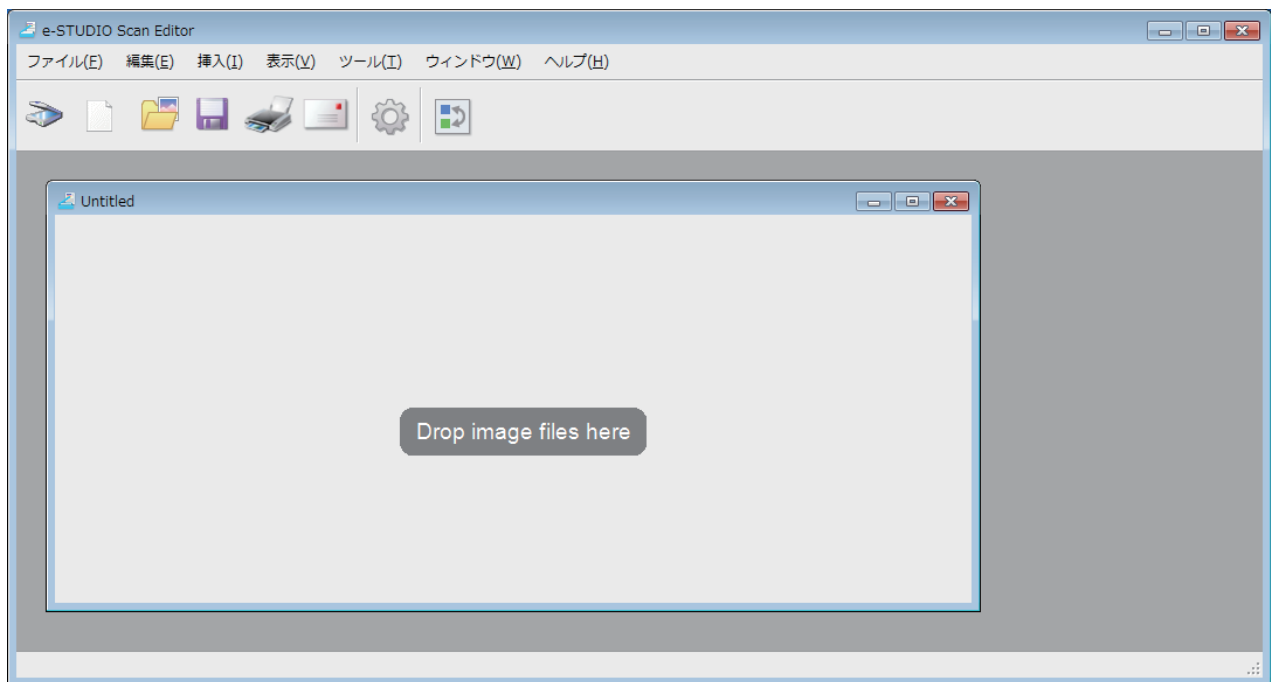 e-STUDIO Scan Editor
ファイル(F) 編集(E) 挿入(I) 表示(V) ツール(T) ウィンドウ(W) ヘルプ(H)
Untitled
Drop image files here